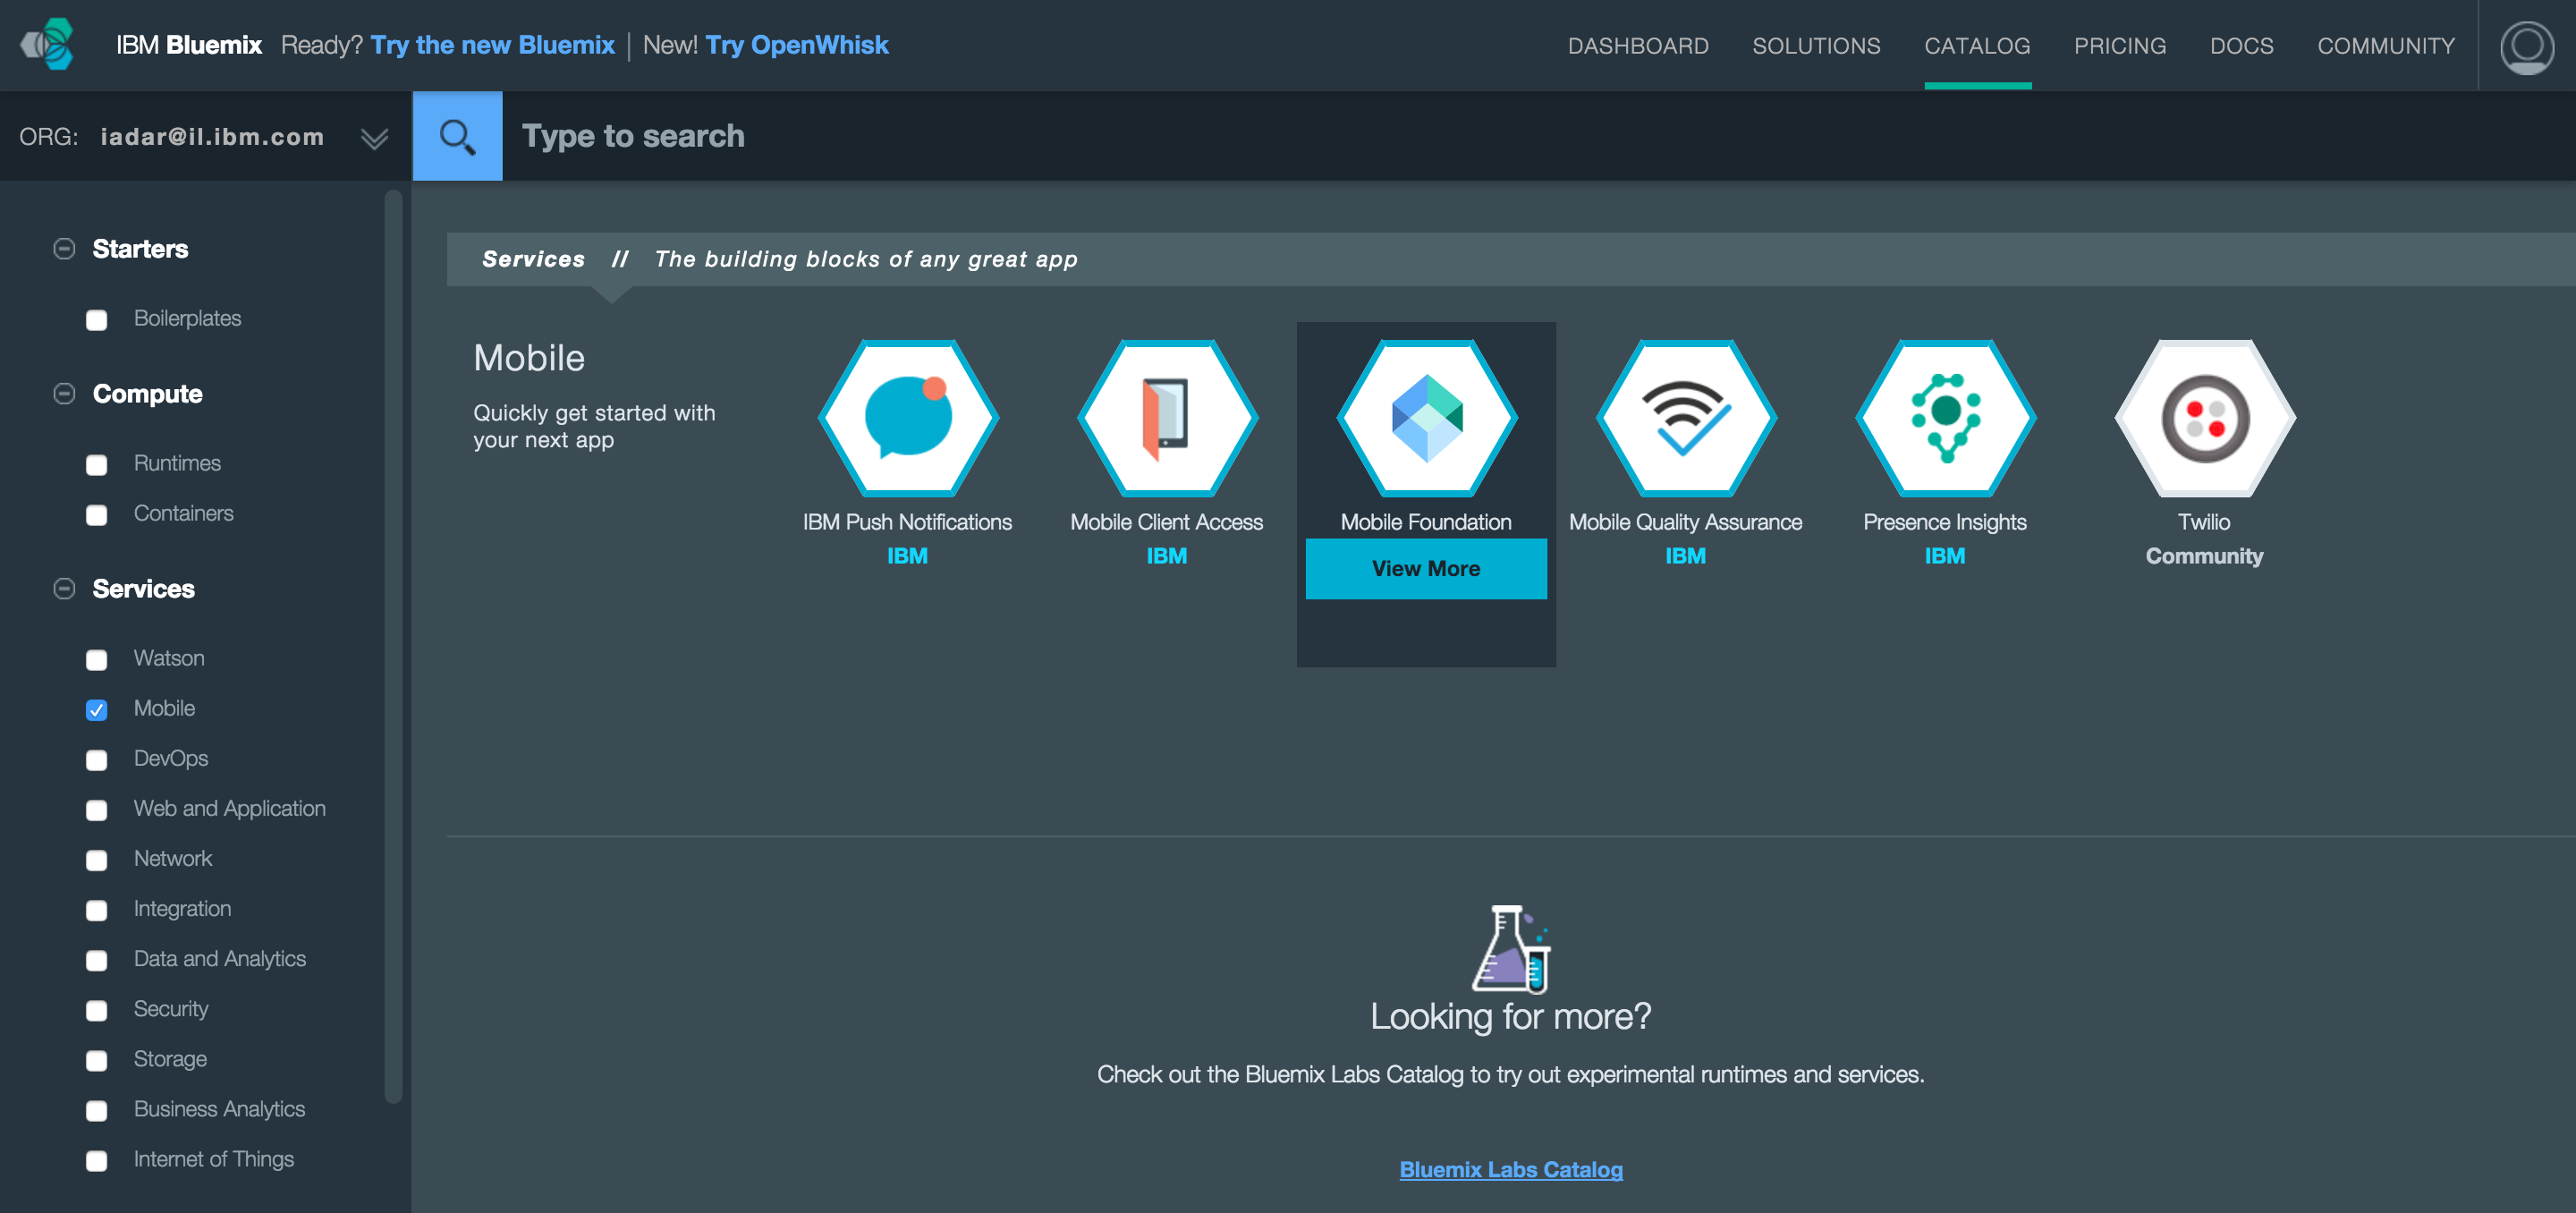 IBM Bluemix Ready? Try the new Bluemix | New! Try OpenWhisk
DASHBOARD SOLUTIONS CATALOG PRICING DOCS COMMUNITY
ORG: iadar@il.ibm.com
Type to search
Starters
Boilerplates
Compute
Runtimes
Containers
Services
Watson
Mobile
DevOps
Web and Application
Network
Integration
Data and Analytics
Security
Storage
Business Analytics
Internet of Things
Services // The building blocks of any great app
Mobile
Quickly get started with
your next app
IBM Push Notifications
IBM
Mobile Client Access
IBM
Mobile Foundation
View More
Mobile Quality Assurance
IBM
Presence Insights
IBM
Twilio
Community
Looking for more?
Check out the Bluemix Labs Catalog to try out experimental runtimes and services.
Bluemix Labs Catalog